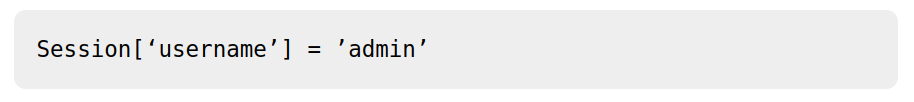 Session[‘username’] = ’admin’